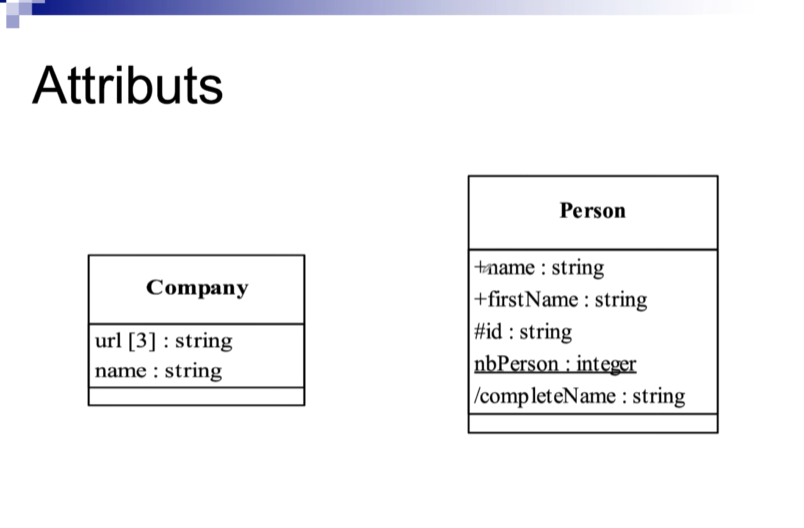 Attributs
Company
url [3] : string
name : string
Person
+name : string
+firstName : string
#id : string
nbPerson : integer
/completeName : string